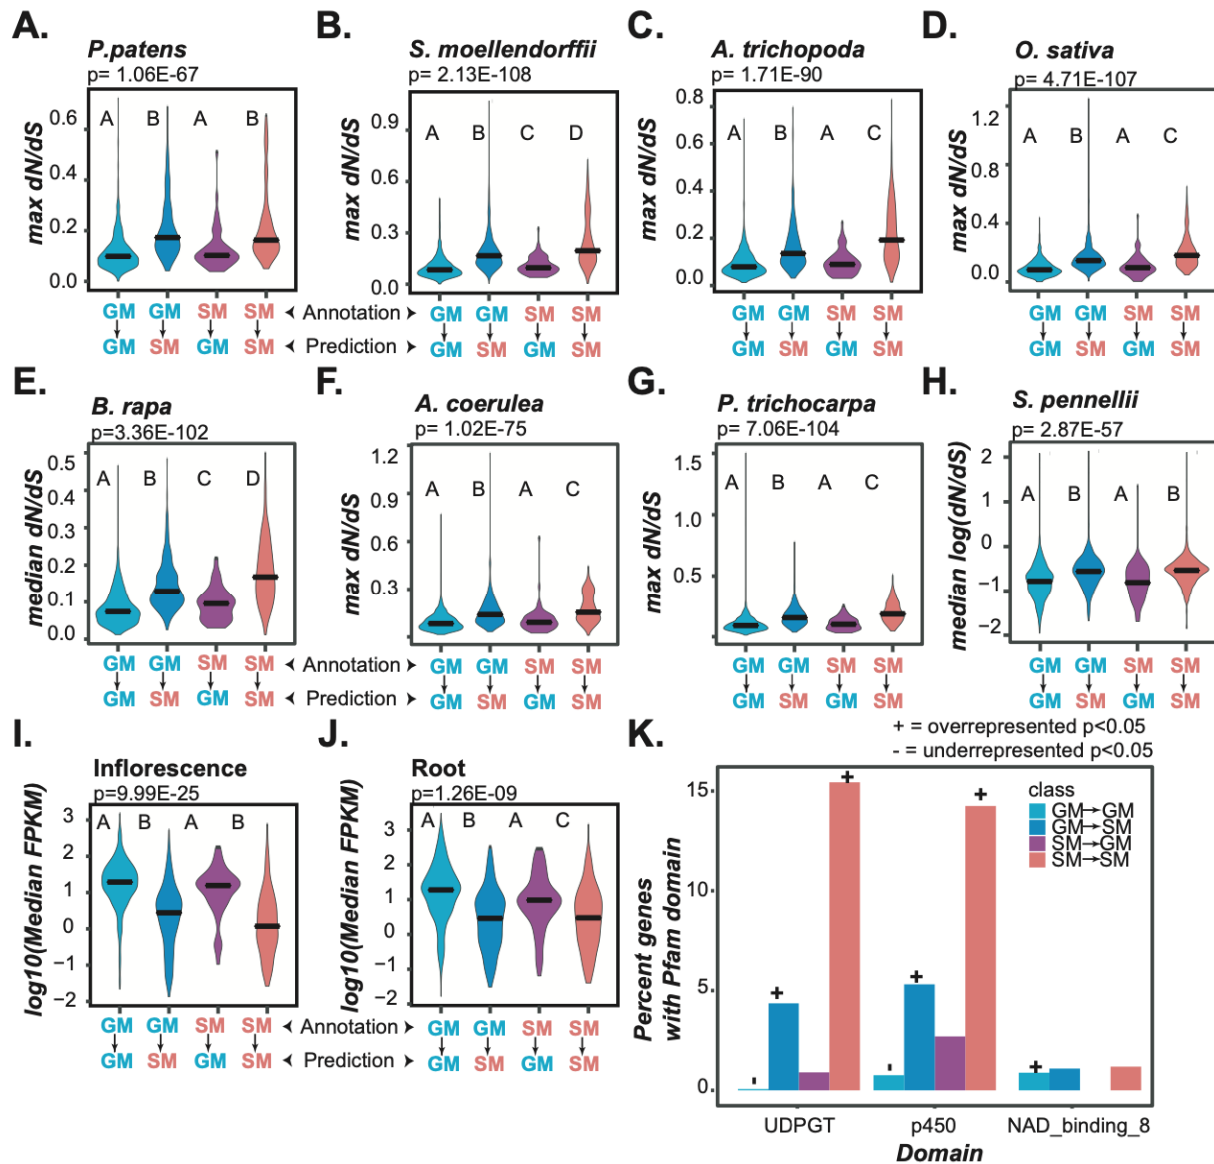 A. B. C. D.
P.patens S. moellendorffii A. trichopoda O. sativa
p= 1.06E-67 p= 2.13E-108 p= 1.71E-90 p= 4.71E-107
max dN/dS
0.6
0.4
0.2
0.0
A B A B
max dN/dS
0.9
0.6
0.3
0.0
A B C D
max dN/dS
0.8
0.6
0.4
0.2
0.0
A B A C
max dN/dS
1.2
0.8
0.4
0.0
A B A C
GM GM SM SM < Annotation > GM GM SM SM GM GM SM SM GM GM SM SM
GM SM GM SM < Prediction > GM SM GM SM GM SM GM SM GM SM GM SM
E. F. G. H.
B. rapa A. coerulea P. trichocarpa S. pennellii
p=3.36E-102 p= 1.02E-75 p= 7.06E-104 p= 2.87E-57
median dN/dS
0.5
0.4
0.3
0.2
0.1
0.0
A B C D
max dN/dS
1.2
0.9
0.6
0.3
A B A C
max dN/dS
1.5
1.0
0.5
A B A C
median log(dN/dS)
2
1
0
−1
−2
A B A B
GM GM SM SM < Annotation > GM GM SM SM GM GM SM SM GM GM SM SM
GM SM GM SM < Prediction > GM SM GM SM GM SM GM SM GM SM GM SM
I. J. K.
Inflorescence Root
p=9.99E-25 p=1.26E-09
log10(Median FPKM)
3
2
1
0
−1
−2
A B A B
log10(Median FPKM)
3
2
1
0
−1
−2
A B A C
GM GM SM SM < Annotation > GM GM SM SM
GM SM GM SM < Prediction > GM SM GM SM
+ = overrepresented p<0.05
- = underrepresented p<0.05
Percent genes
with Pfam domain
15
10
5
0
class
GM→GM
GM→SM
SM→GM
SM→SM
- + + - + + +
UDPGT p450 NAD_binding_8
Domain